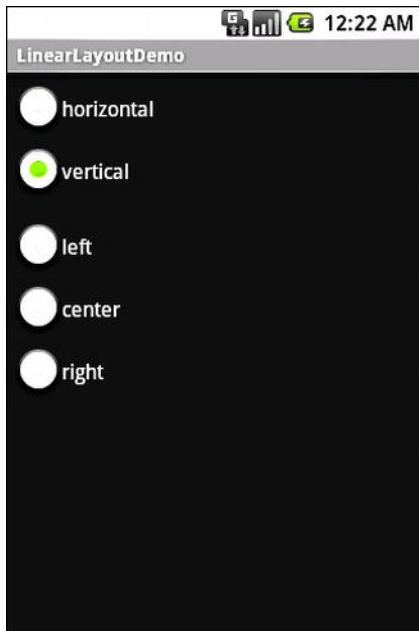 G
12:22 AM
LinearLayoutDemo
horizontal
vertical
left
center
right